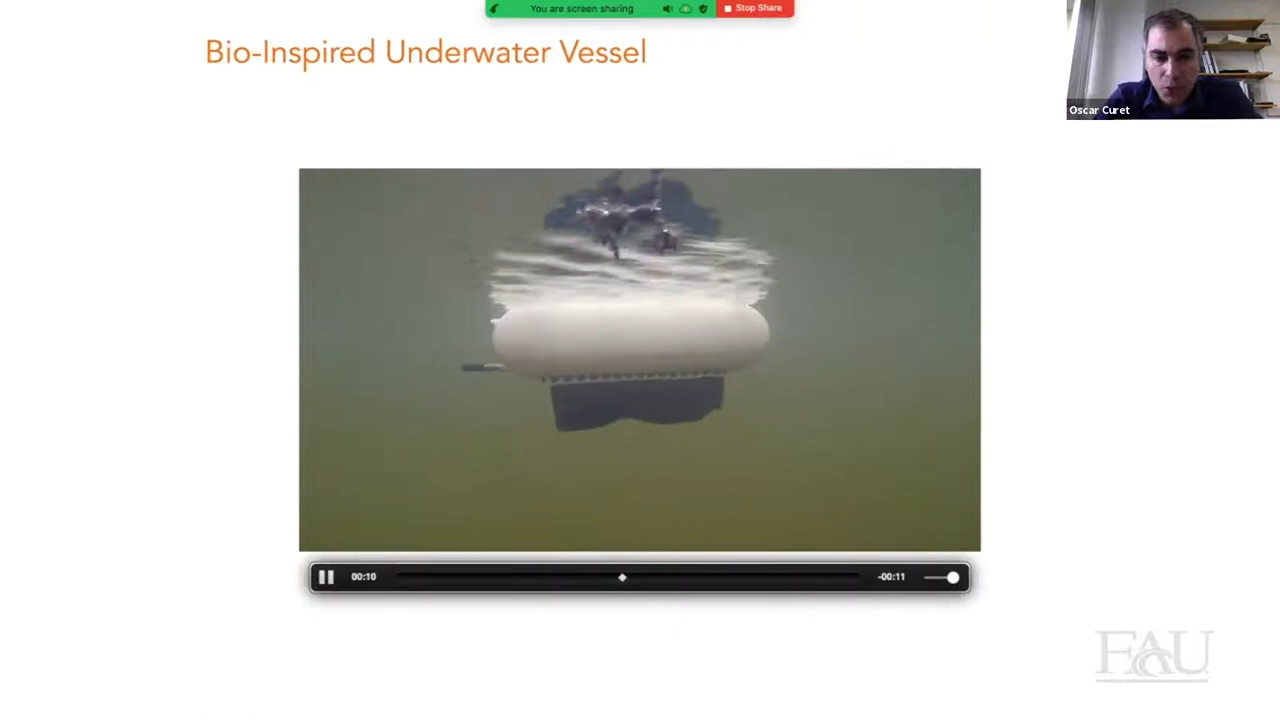 You are screen sharing
Stop Share
Bio-Inspired Underwater Vessel
Oscar Curet
00:10
-00:11
FAU